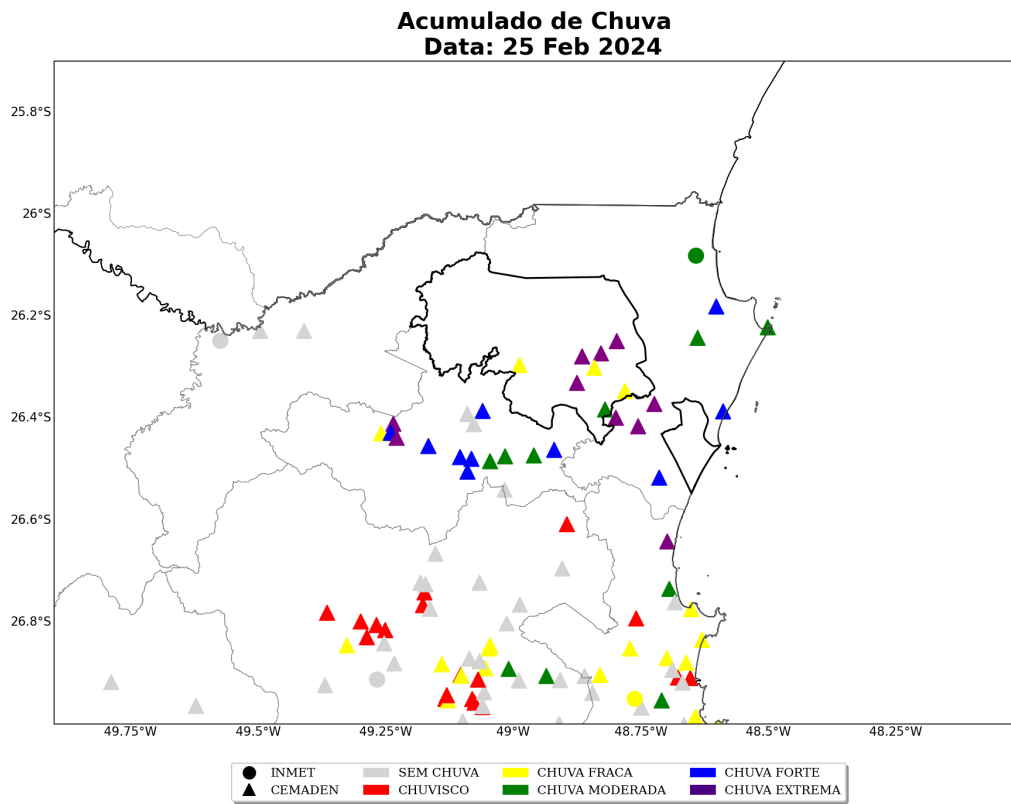 Acumulado de Chuva
Data: 25 Feb 2024
25.8°S
26°S
26.2°S
26.4°S
26.6°S
26.8°S
49.75°W
49.5°W
49.25°W
49°W
48.75°W
48.5°W
48.25°W
INMET
SEM CHUVA
CHUVA FRACA
CHUVA FORTE
CEMADEN
CHUVISCO
CHUVA MODERADA
CHUVA EXTREMA